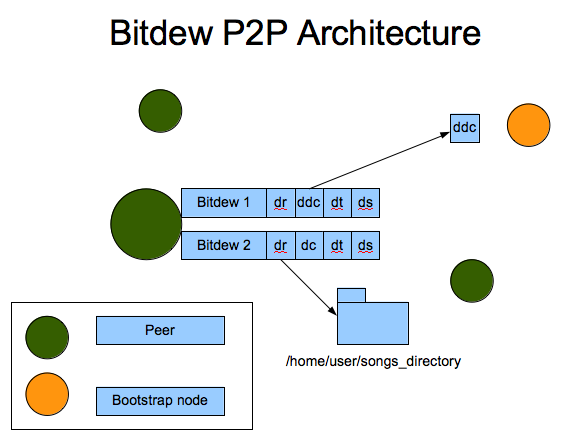 Bitdew P2P Architecture
ddc
Bitdew 1 dr ddc dt ds
Bitdew 2 dr dc dt ds
/home/user/songs_directory
Peer
Bootstrap node